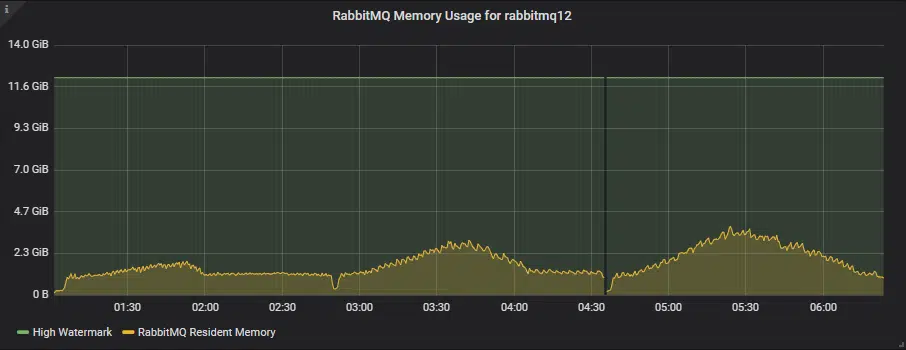 i
RabbitMQ Memory Usage for rabbitmq12
14.0 GiB
11.6 GiB
9.3 GiB
7.0 GiB
4.7 GiB
2.3 GiB
0 B
01:30 02:00 02:30 03:00 03:30 04:00 04:30 05:00 05:30 06:00
High Watermark RabbitMQ Resident Memory